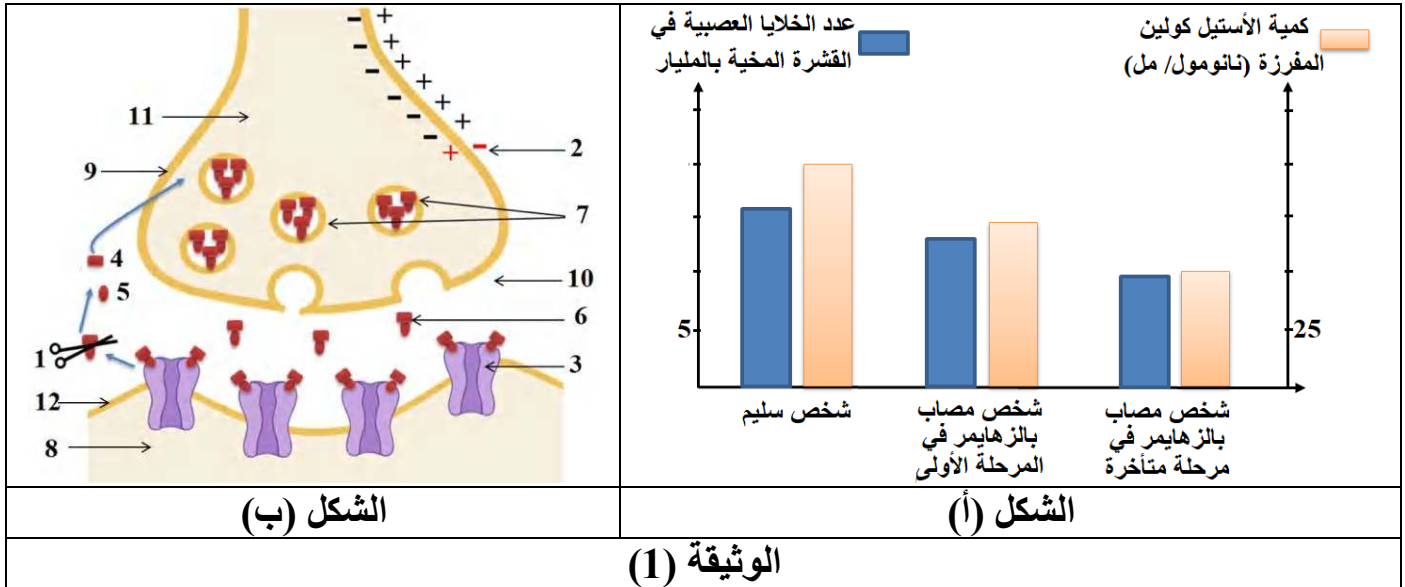 كمية الأستيل كولين
المفرزة (نانومول/ مل)
عدد الخلايا العصبية في
القشرة المخية بالمليار
25
5
شخص سليم
شخص مصاب
بالزهايمر في
المرحلة الأولى
شخص مصاب
بالزهايمر في
مرحلة متأخرة
الشكل (أ)
11
9
2
7
4
5
10
6
1
3
12
8
الشكل (ب)
الوثيقة (1)